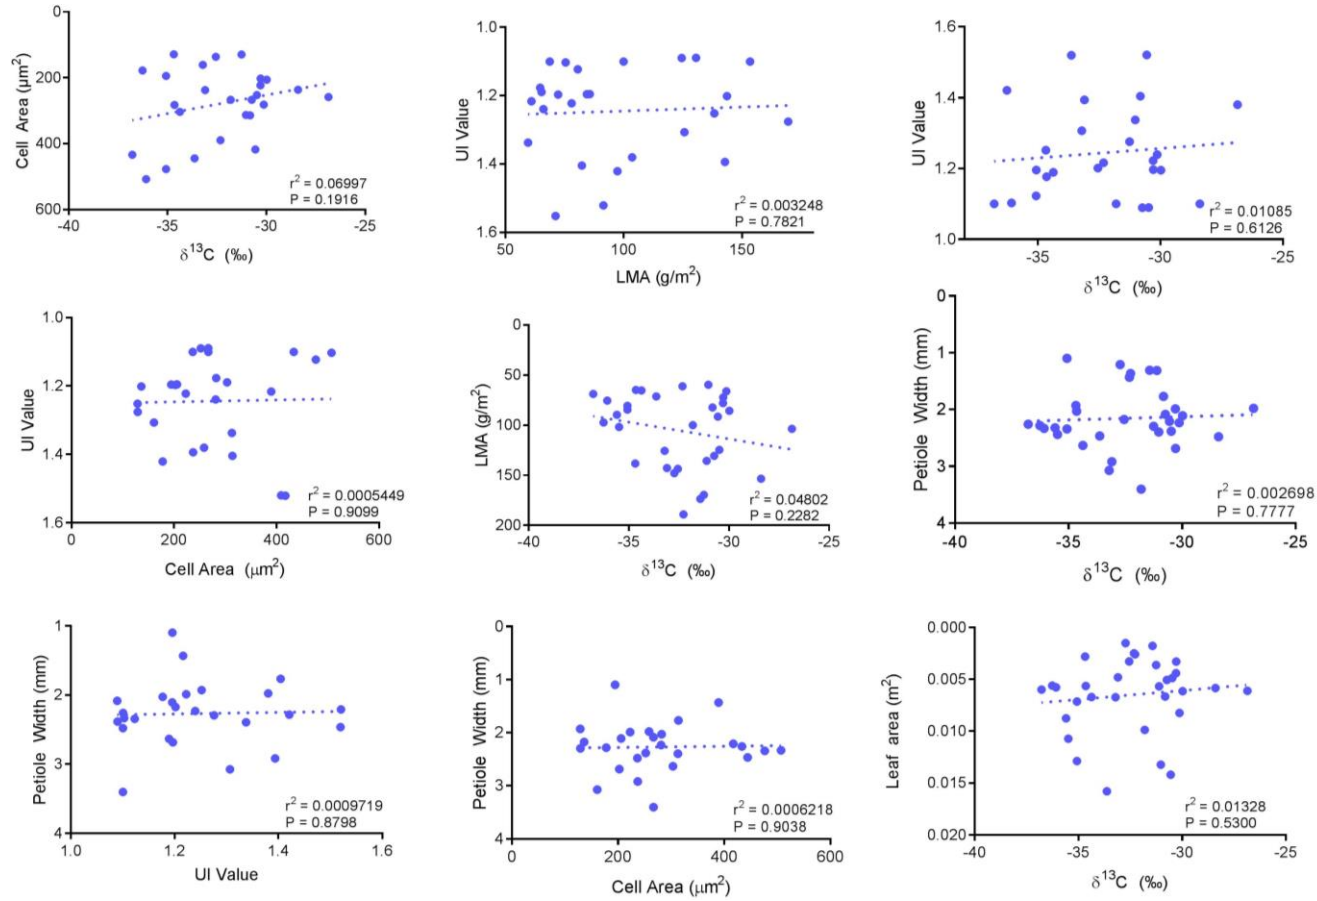 0
200
400
600
Cell Area (μm²)
-40
-35
-30
-25
δ¹³C (‰)
r² = 0.06997
P = 0.1916
1.0
1.2
1.4
1.6
UI Value
50
100
150
LMA (g/m²)
r² = 0.003248
P = 0.7821
1.6
1.4
1.2
1.0
UI Value
-35
-30
-25
δ¹³C (‰)
r² = 0.01085
P = 0.6126
1.0
1.2
1.4
1.6
UI Value
0
200
400
600
Cell Area (μm²)
r² = 0.0005449
P = 0.9099
0
50
100
150
200
LMA (g/m²)
-40
-35
-30
-25
δ¹³C (‰)
r² = 0.04802
P = 0.2282
0
1
2
3
4
Petiole Width (mm)
-40
-35
-30
-25
δ¹³C (‰)
r² = 0.002698
P = 0.7777
1
2
3
4
Petiole Width (mm)
1.0
1.2
1.4
1.6
UI Value
r² = 0.0009719
P = 0.8798
0
1
2
3
4
Petiole Width (mm)
0
200
400
600
Cell Area (μm²)
r² = 0.0006218
P = 0.9038
0.000
0.005
0.010
0.015
0.020
Leaf area (m²)
-40
-35
-30
-25
δ¹³C (‰)
r² = 0.01328
P = 0.5300